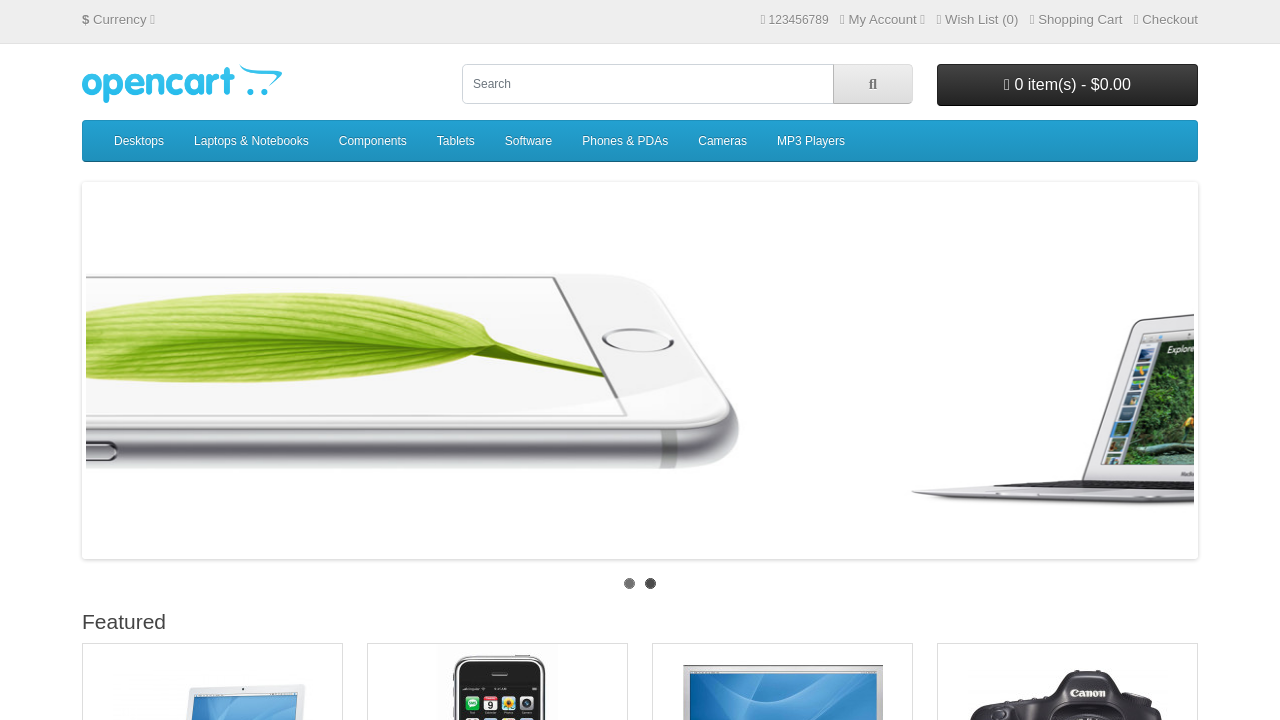 $ Currency
123456789 My Account Wish List (0) Shopping Cart Checkout
opencart
Search
0 item(s) - $0.00
Desktops Laptops & Notebooks Components Tablets Software Phones & PDAs Cameras MP3 Players
Featured
Canon